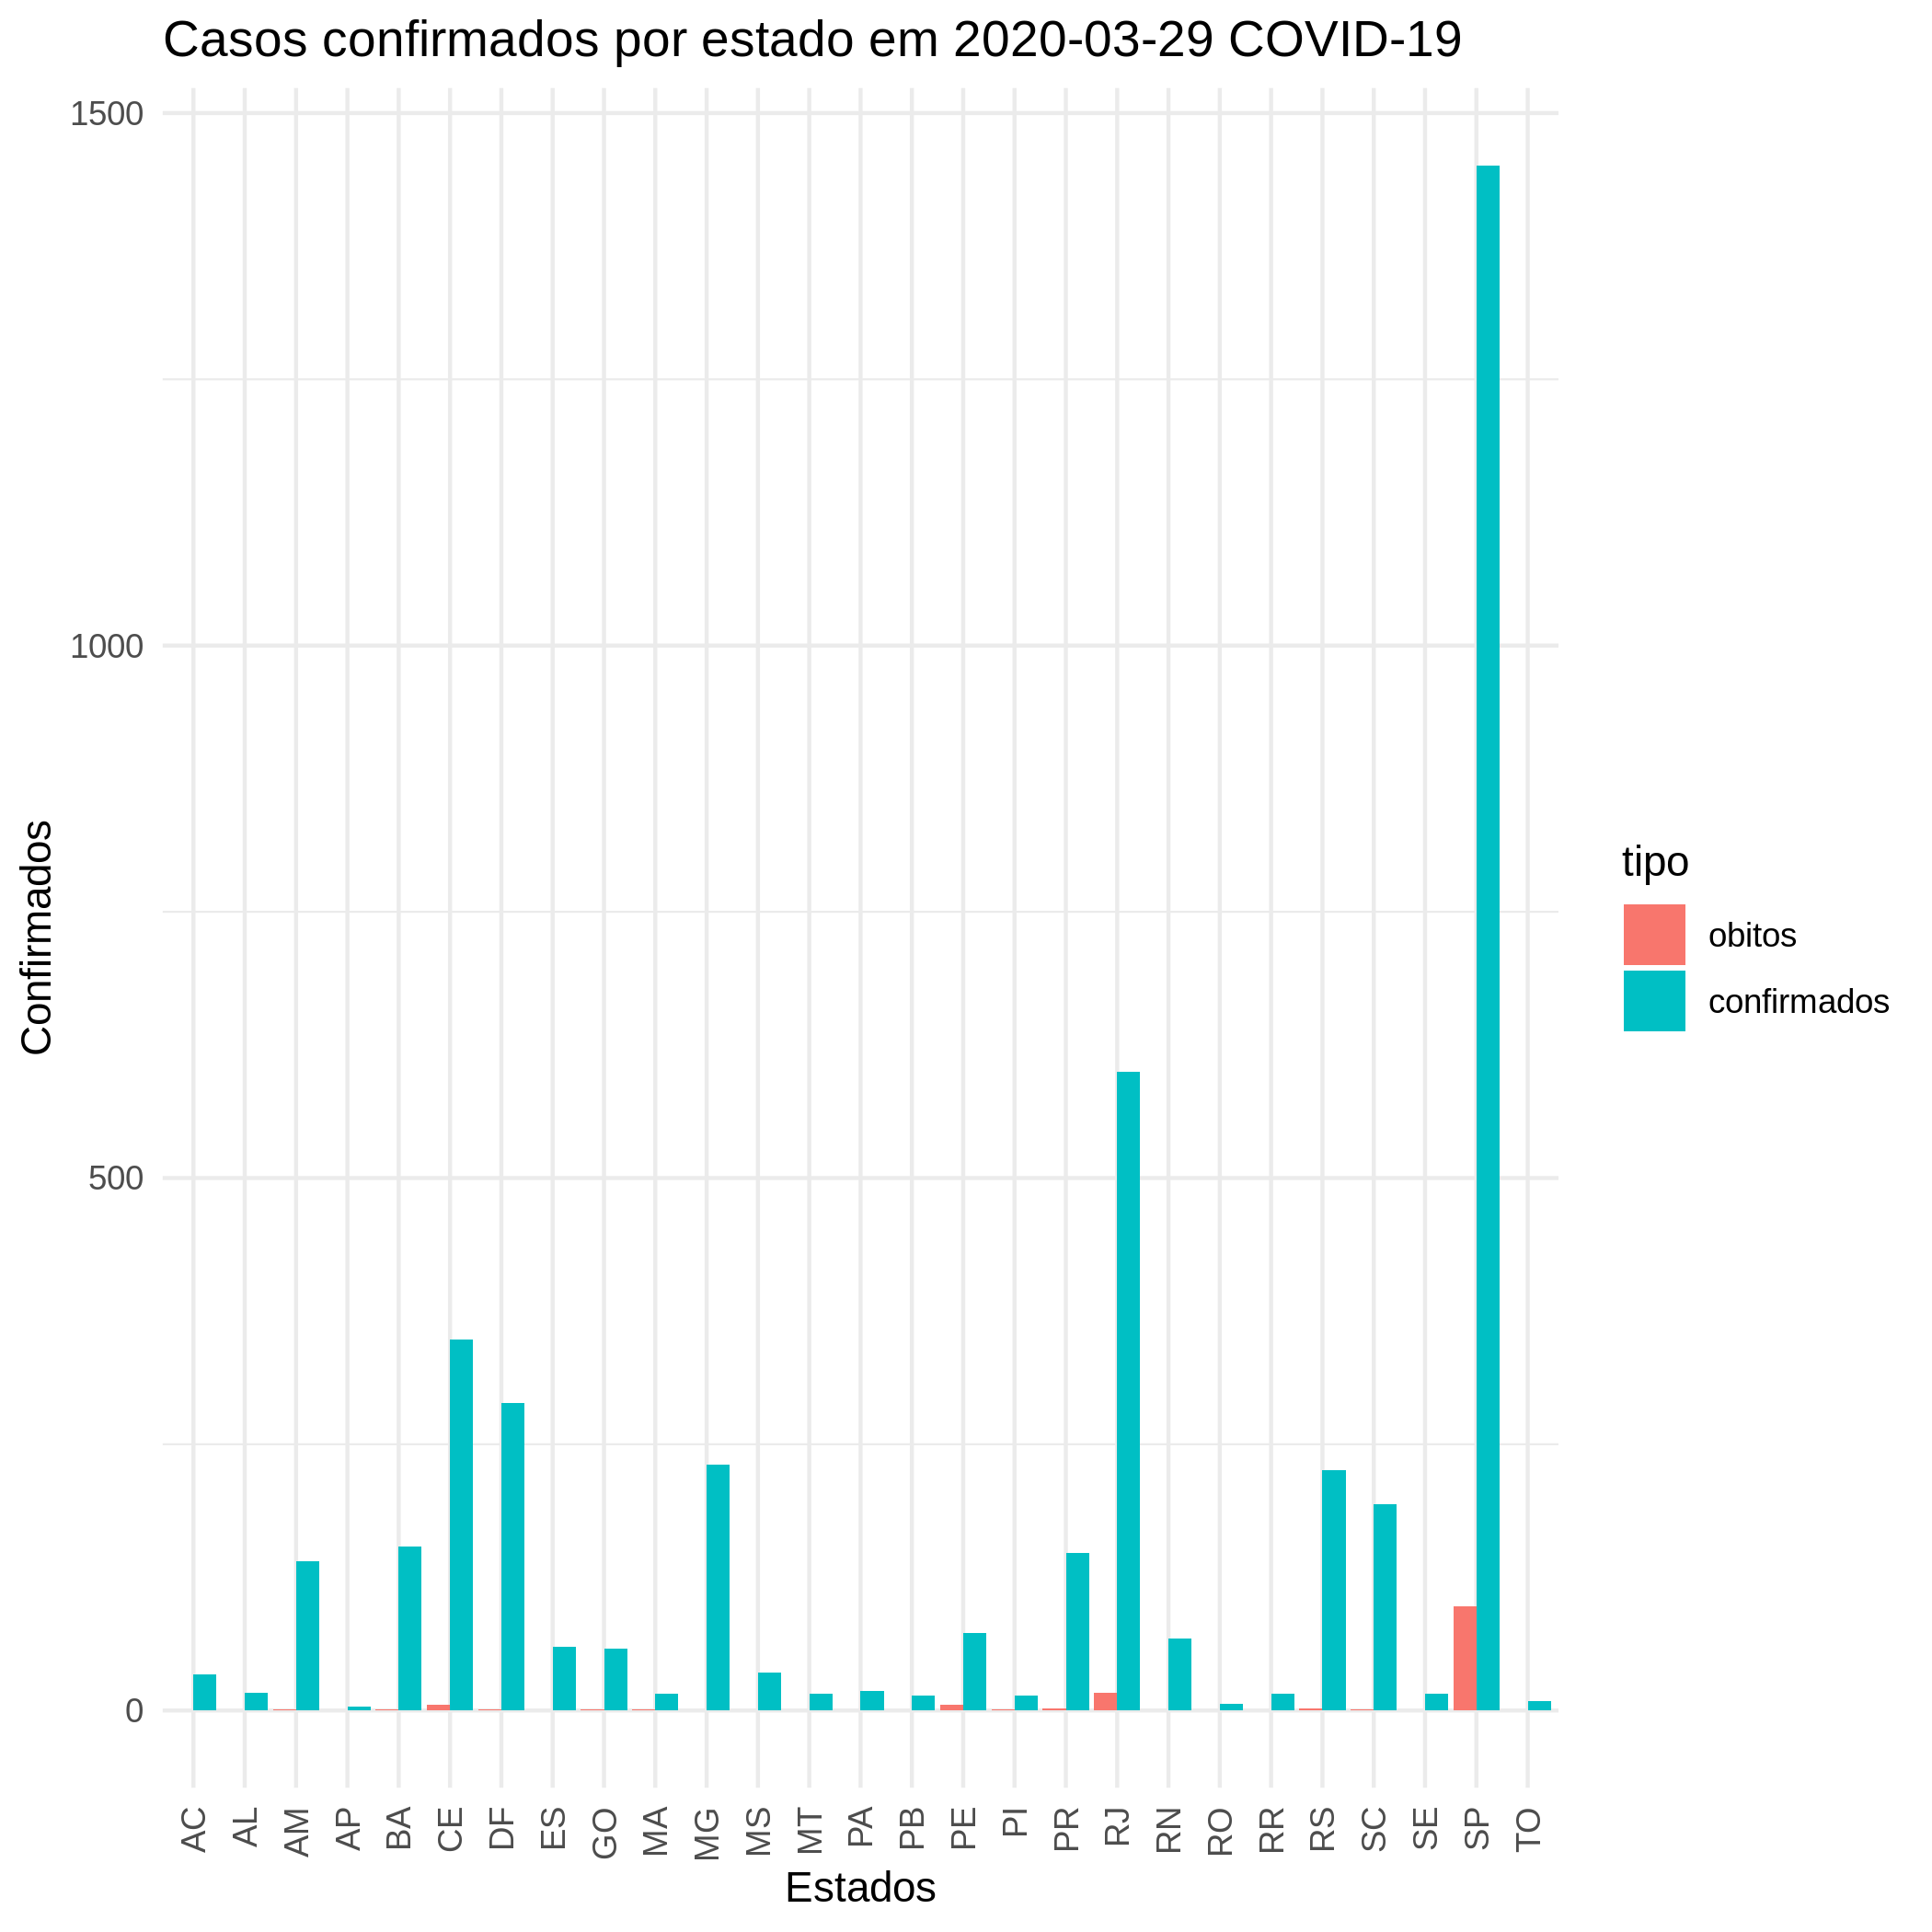 Casos confirmados por estado em 2020-03-29 COVID-19
1500
1000
500
0
Confirmados
AC AL AM AP BA CE DF ES GO MA MG MS MT PA PB PE PI PR RJ RN RO RR RS SC SE SP TO
Estados
tipo
obitos
confirmados